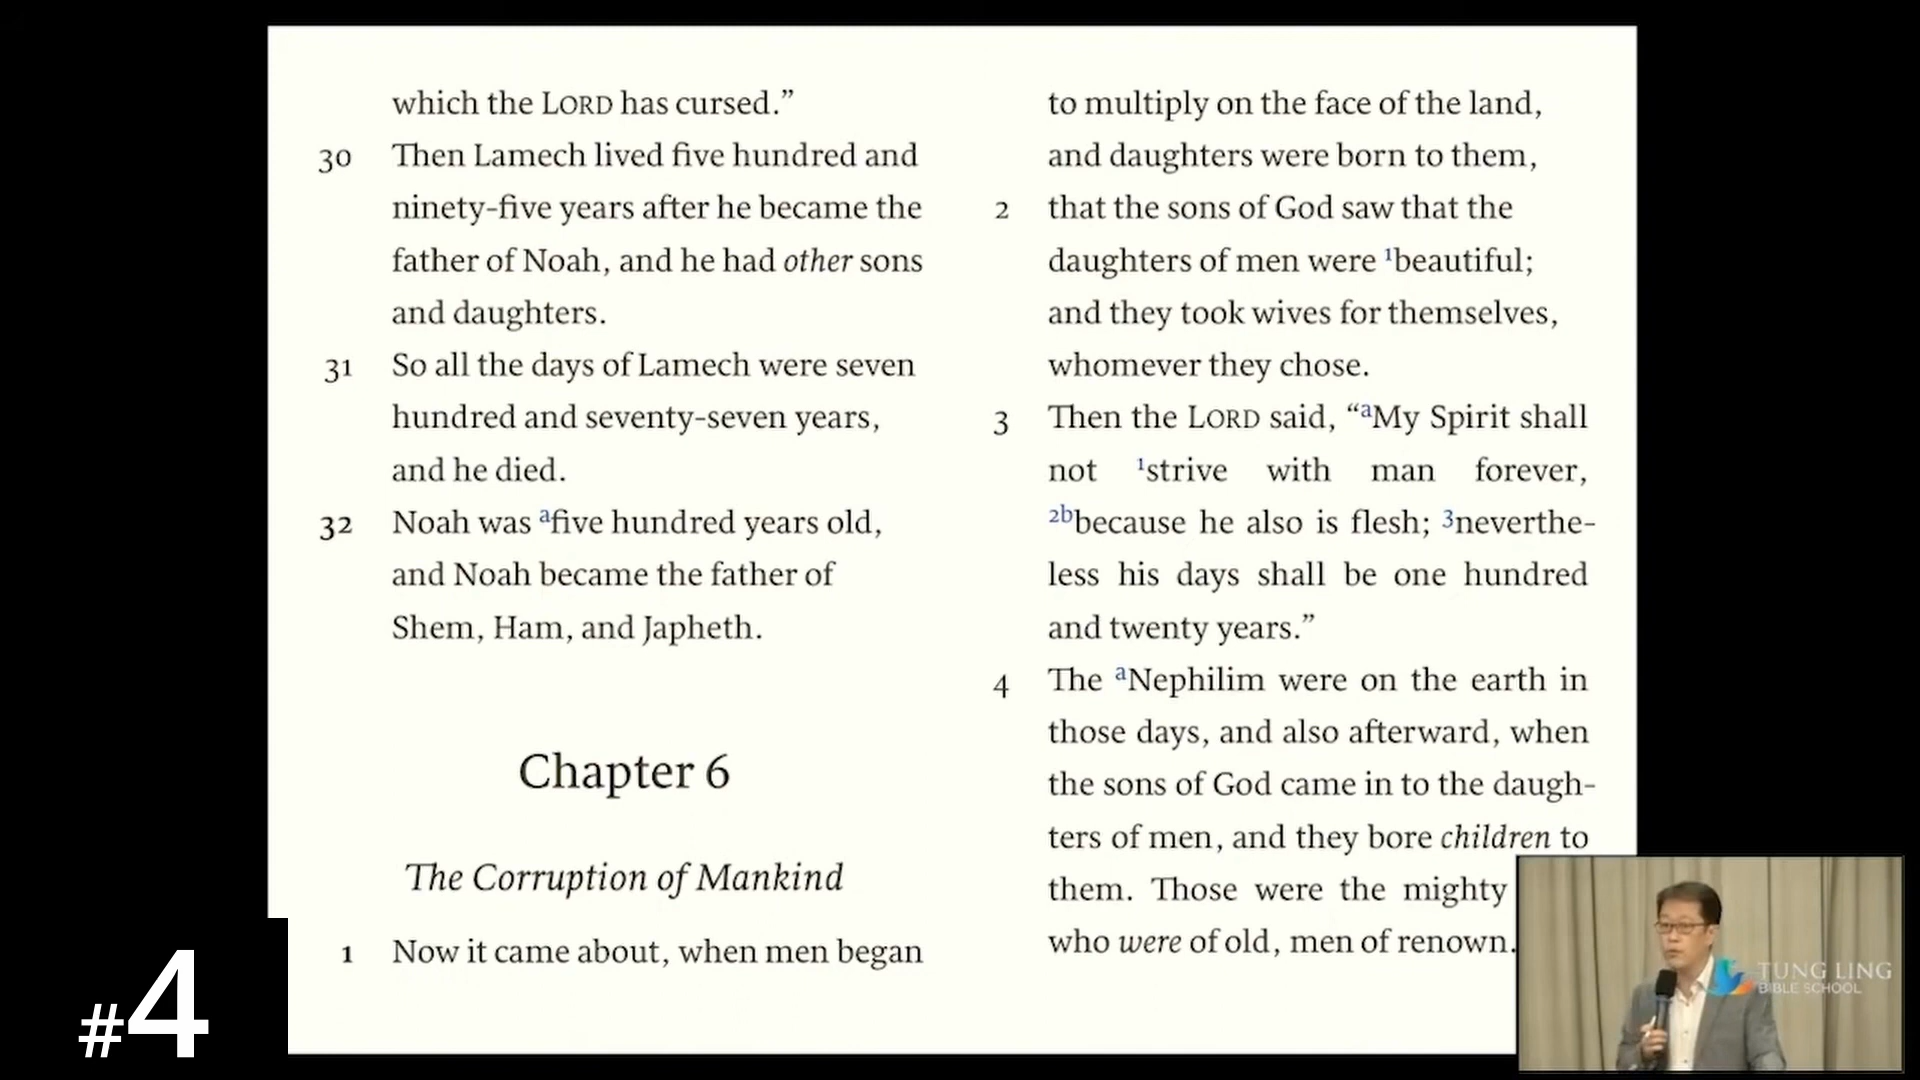 which the LORD has cursed.”
30 Then Lamech lived five hundred and
ninety-five years after he became the
father of Noah, and he had other sons
and daughters.
31 So all the days of Lamech were seven
hundred and seventy-seven years,
and he died.
32 Noah was ᵃfive hundred years old,
and Noah became the father of
Shem, Ham, and Japheth.
Chapter 6
The Corruption of Mankind
1 Now it came about, when men began
to multiply on the face of the land,
and daughters were born to them,
2 that the sons of God saw that the
daughters of men were ¹beautiful;
and they took wives for themselves,
whomever they chose.
3 Then the LORD said, “ᵃMy Spirit shall
not ¹strive with man forever,
²ᵇbecause he also is flesh; ³neverthe-
less his days shall be one hundred
and twenty years.”
4 The ᵃNephilim were on the earth in
those days, and also afterward, when
the sons of God came in to the daugh-
ters of men, and they bore children to
them. Those were the mighty
who were of old, men of renown.
#4
TUNG LING
BIBLE SCHOOL